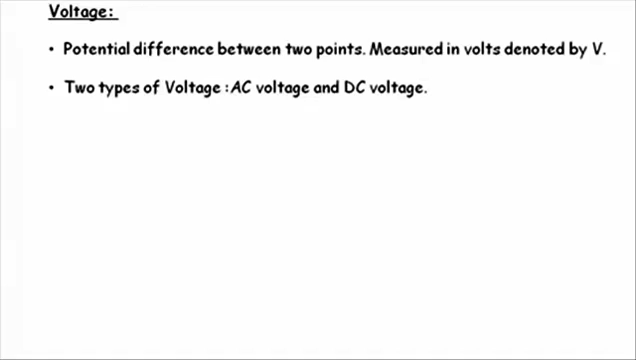 Voltage:
• Potential difference between two points. Measured in volts denoted by V.
• Two types of Voltage :AC voltage and DC voltage.